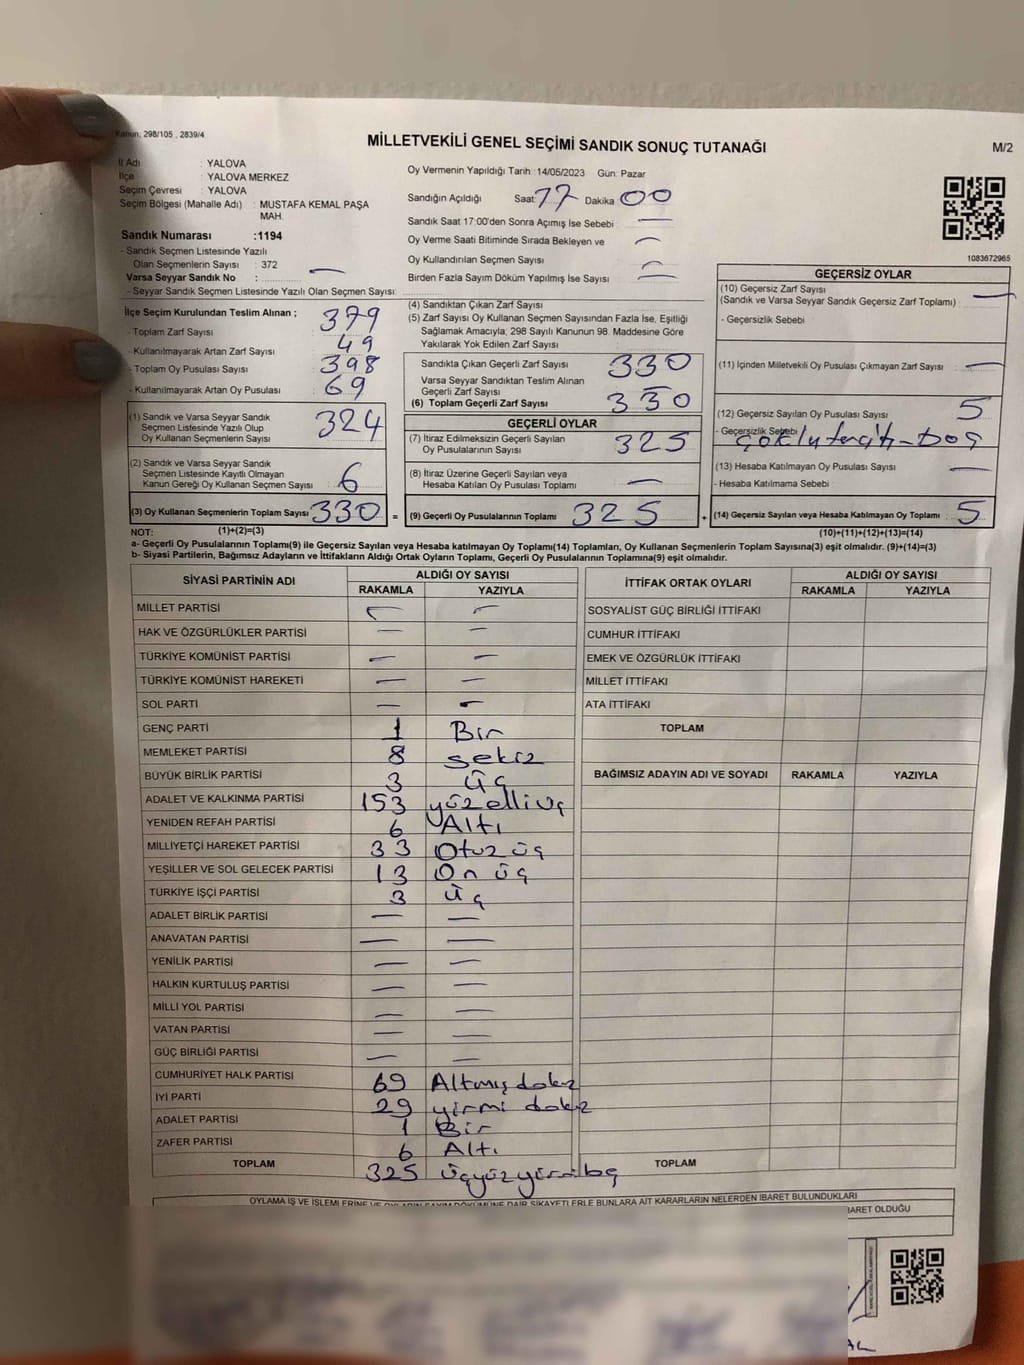 Kanun; 298/105 , 2839/4
MİLLETVEKİLİ GENEL SEÇİMİ SANDIK SONUÇ TUTANAĞI
M/2
İl Adı : YALOVA
İlçe : YALOVA MERKEZ
Seçim Çevresi : YALOVA
Seçim Bölgesi (Mahalle Adı) : MUSTAFA KEMAL PAŞA MAH.
Sandık Numarası :1194
- Sandık Seçmen Listesinde Yazılı
Olan Seçmenlerin Sayısı : 372
Varsa Seyyar Sandık No : —
- Seyyar Sandık Seçmen Listesinde Yazılı Olan Seçmen Sayısı:
Oy Vermenin Yapıldığı Tarih :14/05/2023 Gün: Pazar
Sandığın Açıldığı Saat 17 Dakika 00
Sandık Saat 17:00'den Sonra Açımış İse Sebebi —
Oy Verme Saati Bitiminde Sırada Bekleyen ve
Oy Kullandırılan Seçmen Sayısı —
Birden Fazla Sayım Döküm Yapılmış İse Sayısı —
1083672965
İlçe Seçim Kurulundan Teslim Alınan ;
- Toplam Zarf Sayısı 379
- Kullanılmayarak Artan Zarf Sayısı 49
- Toplam Oy Pusulası Sayısı 398
- Kullanılmayarak Artan Oy Pusulası 69
(1) Sandık ve Varsa Seyyar Sandık
Seçmen Listesinde Yazılı Olup
Oy Kullanan Seçmenlerin Sayısı 324
(2) Sandık ve Varsa Seyyar Sandık
Seçmen Listesinde Kayıtlı Olmayan
Kanun Gereği Oy Kullanan Seçmen Sayısı 6
(3) Oy Kullanan Seçmenlerin Toplam Sayısı 330 =
(4) Sandıktan Çıkan Zarf Sayısı
(5) Zarf Sayısı Oy Kullanan Seçmen Sayısından Fazla İse, Eşitliği
Sağlamak Amacıyla; 298 Sayılı Kanunun 98. Maddesine Göre
Yakılarak Yok Edilen Zarf Sayısı
Sandıkta Çıkan Geçerli Zarf Sayısı 330
Varsa Seyyar Sandıktan Teslim Alınan
Geçerli Zarf Sayısı
(6) Toplam Geçerli Zarf Sayısı 330
GEÇERLİ OYLAR
(7) İtiraz Edilmeksizin Geçerli Sayılan
Oy Pusulalarının Sayısı 325
(8) İtiraz Üzerine Geçerli Sayılan veya
Hesaba Katılan Oy Pusulası Toplamı —
(9) Geçerli Oy Pusulalarının Toplamı 325 +
GEÇERSİZ OYLAR
(10) Geçersiz Zarf Sayısı
(Sandık ve Varsa Seyyar Sandık Geçersiz Zarf Toplamı) : —
- Geçersizlik Sebebi
(11) İçinden Milletvekili Oy Pusulası Çıkmayan Zarf Sayısı —
(12) Geçersiz Sayılan Oy Pusulası Sayısı 5
- Geçersizlik Sebebi
(13) Hesaba Katılmayan Oy Pusulası Sayısı —
- Hesaba Katılmama Sebebi
(14) Geçersiz Sayılan veya Hesaba Katılmayan Oy Toplamı 5
NOT: (1)+(2)=(3) (10)+(11)+(12)+(13)=(14)
a- Geçerli Oy Pusulalarının Toplamı(9) ile Geçersiz Sayılan veya Hesaba katılmayan Oy Toplamı(14) Toplamları, Oy Kullanan Seçmenlerin Toplam Sayısına(3) eşit olmalıdır. (9)+(14)=(3)
b- Siyasi Partilerin, Bağımsız Adayların ve İttifakların Aldığı Ortak Oyların Toplamı, Geçerli Oy Pusulalarının Toplamına(9) eşit olmalıdır.
SİYASİ PARTİNİN ADI ALDIĞI OY SAYISI
RAKAMLA YAZIYLA
MİLLET PARTİSİ — —
HAK VE ÖZGÜRLÜKLER PARTİSİ — —
TÜRKİYE KOMÜNİST PARTİSİ — —
TÜRKİYE KOMÜNİST HAREKETİ — —
SOL PARTİ — —
GENÇ PARTİ 1 Bir
MEMLEKET PARTİSİ 8 sekiz
BÜYÜK BİRLİK PARTİSİ 3 üç
ADALET VE KALKINMA PARTİSİ 153 yüzelliüç
YENİDEN REFAH PARTİSİ 6 Altı
MİLLİYETÇİ HAREKET PARTİSİ 33 Otuz üç
YEŞİLLER VE SOL GELECEK PARTİSİ 13 On üç
TÜRKİYE İŞÇİ PARTİSİ 3 üç
ADALET BİRLİK PARTİSİ — —
ANAVATAN PARTİSİ — —
YENİLİK PARTİSİ — —
HALKIN KURTULUŞ PARTİSİ — —
MİLLİ YOL PARTİSİ — —
VATAN PARTİSİ — —
GÜÇ BİRLİĞİ PARTİSİ — —
CUMHURİYET HALK PARTİSİ 69 Altmış dokuz
İYİ PARTİ 29 yirmi dokuz
ADALET PARTİSİ 1 Bir
ZAFER PARTİSİ 6 Altı
TOPLAM 325 üçyüzyirmibeş
İTTİFAK ORTAK OYLARI ALDIĞI OY SAYISI
RAKAMLA YAZIYLA
SOSYALİST GÜÇ BİRLİĞİ İTTİFAKI
CUMHUR İTTİFAKI
EMEK VE ÖZGÜRLÜK İTTİFAKI
MİLLET İTTİFAKI
ATA İTTİFAKI
TOPLAM
BAĞIMSIZ ADAYIN ADI VE SOYADI RAKAMLA YAZIYLA
TOPLAM
OYLAMA İŞ VE İŞLEMLERİNE VE OYLARIN SAYIM DÖKÜMÜNE DAİR ŞİKAYETLERLE BUNLARA AİT KARARLARIN NELERDEN İBARET BULUNDUKLARI
İBARET OLDUĞU